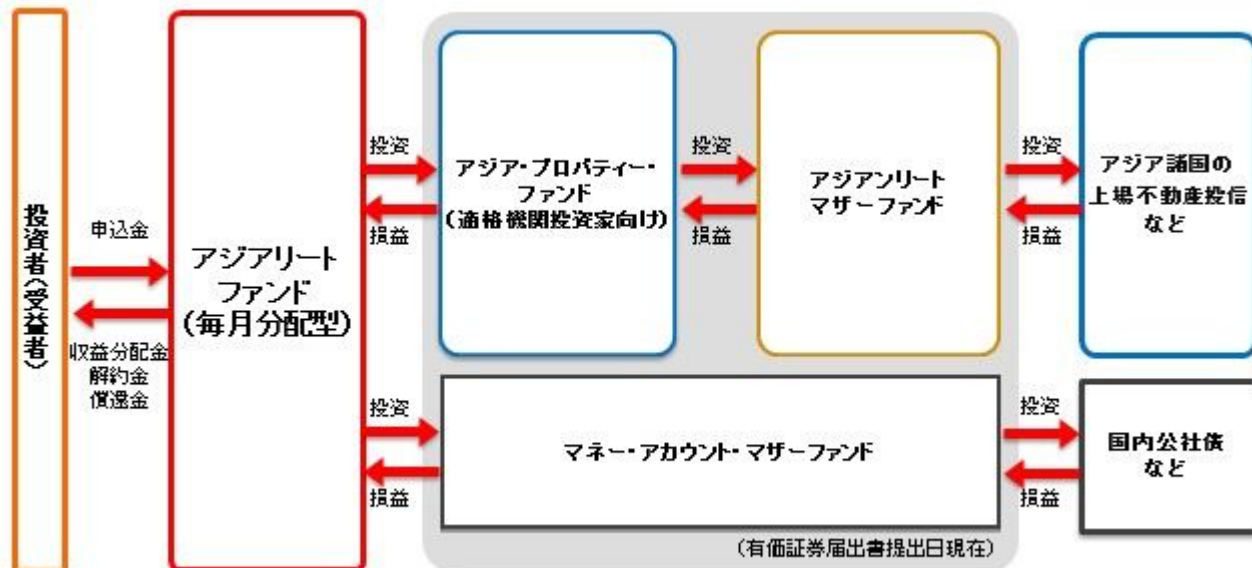 投資者(受益者)
申込金
収益分配金
解約金
償還金
アジアリート
ファンド
(毎月分配型)
投資
損益
アジア・プロパティー・
ファンド
(適格機関投資家向け)
投資
損益
アジアンリート
マザーファンド
投資
損益
アジア諸国の
上場不動産投信
など
投資
損益
マネー・アカウント・マザーファンド
投資
損益
国内公社債
など
(有価証券届出書提出日現在)